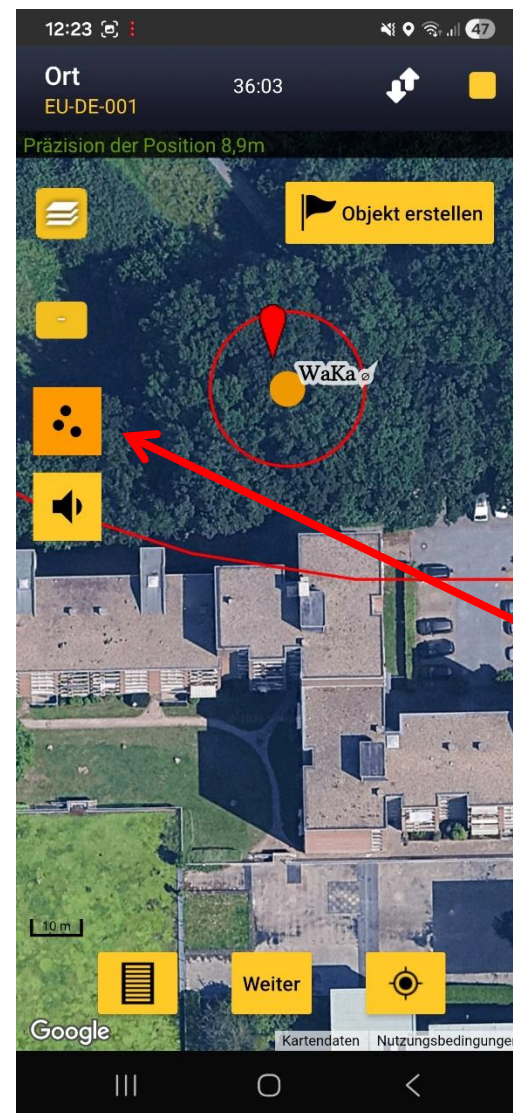 12:23
47
Ort
36:03
EU-DE-001
Präzision der Position 8,9m
Objekt erstellen
-
WaKa ⌀
10 m
Weiter
Google
Kartendaten Nutzungsbedingunge